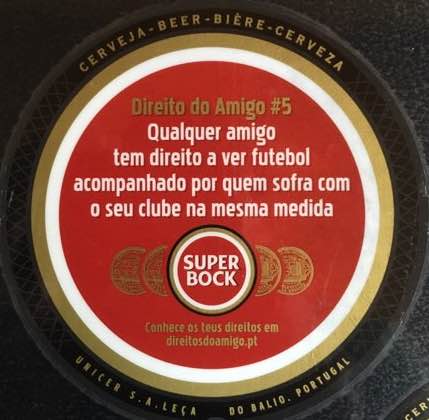 CERVEJA-BEER-BIÈRE-CERVEZA
Direito do Amigo #5
Qualquer amigo
tem direito a ver futebol
acompanhado por quem sofra com
o seu clube na mesma medida
SUPER
BOCK
Conhece os teus direitos em
direitosdoamigo.pt
UNICER S.A. LEÇA DO BALIO. PORTUGAL